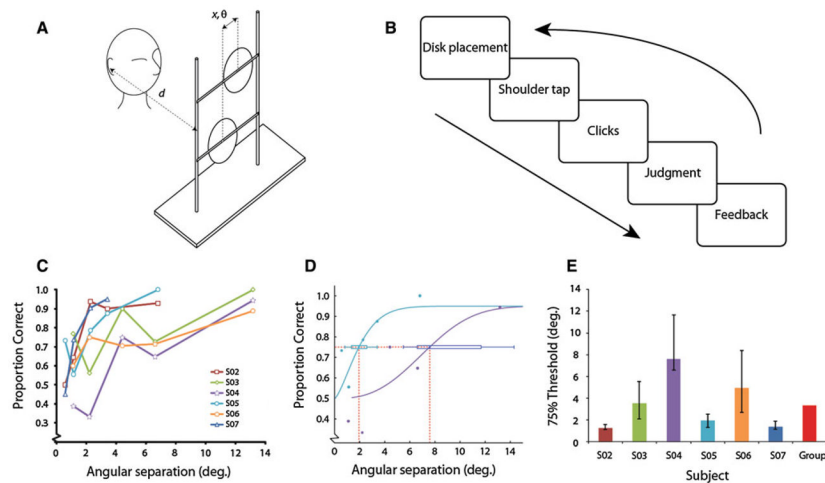 A
x, θ
d
B
Disk placement
Shoulder tap
Clicks
Judgment
Feedback
C
Proportion Correct
1.0
0.9
0.8
0.7
0.6
0.5
0.4
0.3
0 2 4 6 8 10 12 14
Angular separation (deg.)
S02
S03
S04
S05
S06
S07
D
Proportion Correct
1.0
0.9
0.8
0.7
0.6
0.5
0.4
0 2 4 6 8 10 12 14
Angular separation (deg.)
E
75% Threshold (deg.)
14
12
10
8
6
4
2
0
S02 S03 S04 S05 S06 S07 Group
Subject